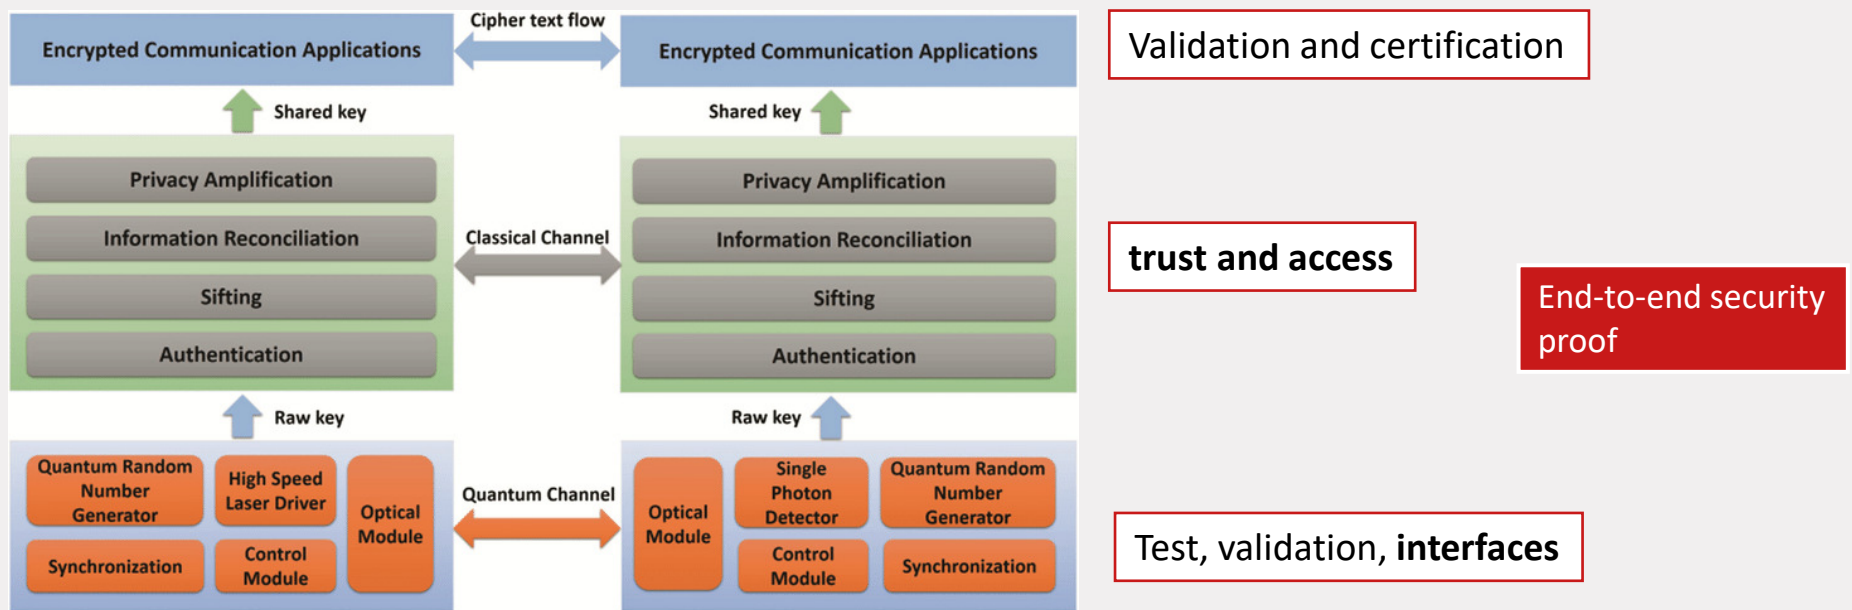 Cipher text flow
Encrypted Communication Applications
Encrypted Communication Applications
Shared key
Shared key
Privacy Amplification
Information Reconciliation
Sifting
Authentication
Classical Channel
Privacy Amplification
Information Reconciliation
Sifting
Authentication
Raw key
Raw key
Quantum Random
Number
Generator
High Speed
Laser Driver
Optical
Module
Synchronization
Control
Module
Quantum Channel
Optical
Module
Single
Photon
Detector
Quantum Random
Number
Generator
Control
Module
Synchronization
Validation and certification
trust and access
End-to-end security
proof
Test, validation, interfaces